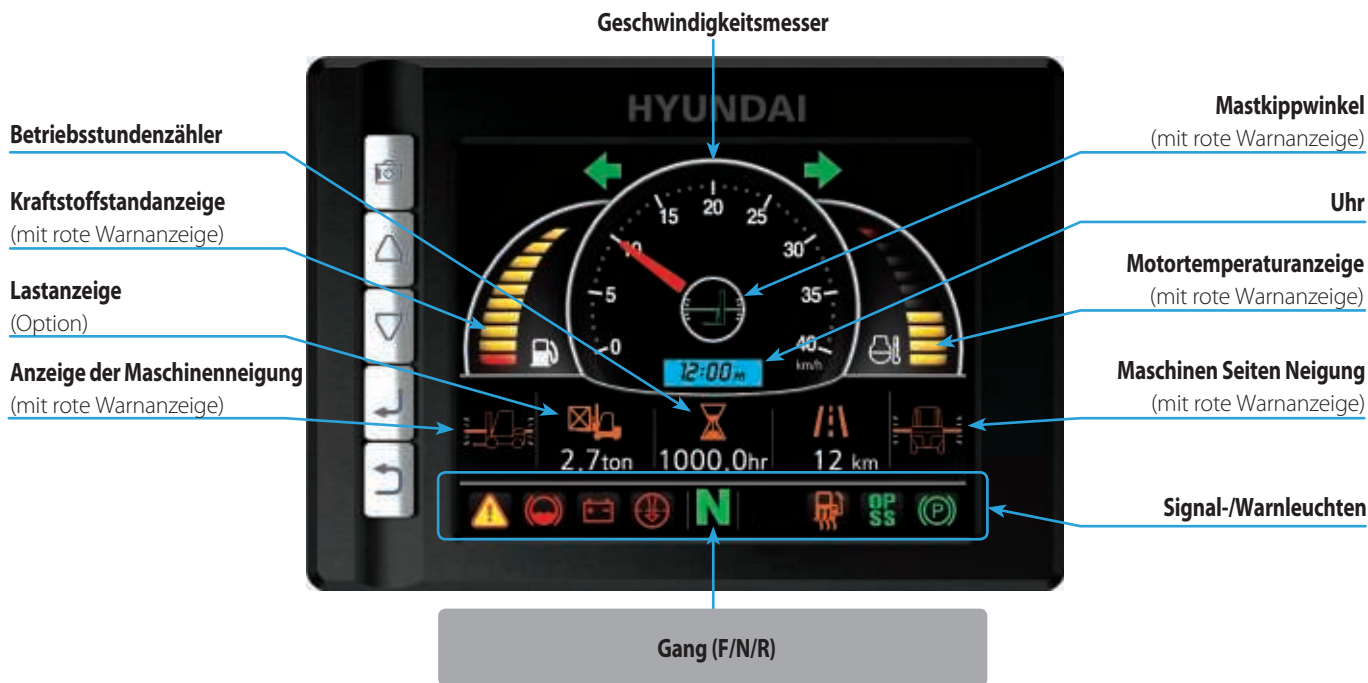 Geschwindigkeitsmesser
HYUNDAI
Betriebsstundenzähler
Kraftstoffstandanzeige
(mit rote Warnanzeige)
Lastanzeige
(Option)
Anzeige der Maschinenneigung
(mit rote Warnanzeige)
Mastkippwinkel
(mit rote Warnanzeige)
Uhr
Motortemperaturanzeige
(mit rote Warnanzeige)
Maschinen Seiten Neigung
(mit rote Warnanzeige)
Signal-/Warnleuchten
0
5
10
15
20
25
30
35
40
km/h
12:00 PM
2.7ton
1000.0hr
12 km
N
OP
SS
P
Gang (F/N/R)